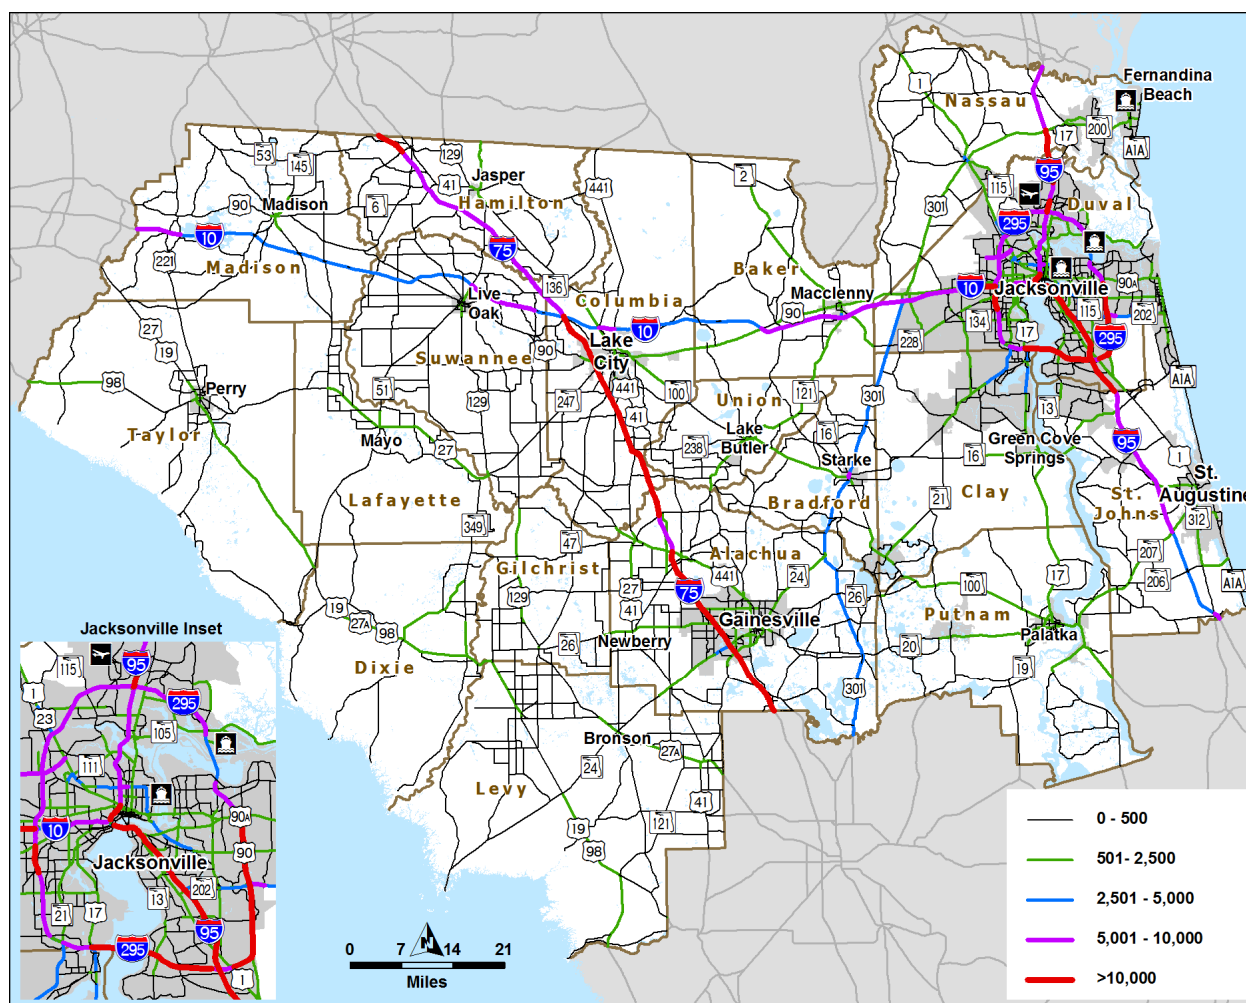 Fernandina
Beach
1
Nassau
17
200
A1A
53
145
129
41
Jasper
Hamilton
441
2
95
115
Duval
90
Madison
6
301
295
10
221
Madison
75
136
Columbia
Baker
Macclenny
90
10
Jacksonville
90A
Live
Oak
10
134
17
115
202
295
228
27
19
Suwannee
90
Lake
City
98
Perry
51
129
247
441
41
100
Union
121
301
A1A
13
95
Taylor
Mayo
27
238
Lake
Butler
16
Starke
16
Green Cove
Springs
1
St.
Augustine
Lafayette
349
Bradford
21
Clay
St.
Johns
312
47
Gilchrist
Alachua
441
24
207
206
A1A
129
27
41
75
26
100
17
19
27A
98
Gainesville
Putnam
Palatka
Newberry
26
20
19
Dixie
301
Bronson
24
27A
Levy
41
121
19
98
Jacksonville Inset
115
95
1
23
295
105
111
10
90A
90
Jacksonville
202
13
21
17
95
295
1
N
0 7 14 21
Miles
0 - 500
501- 2,500
2,501 - 5,000
5,001 - 10,000
>10,000